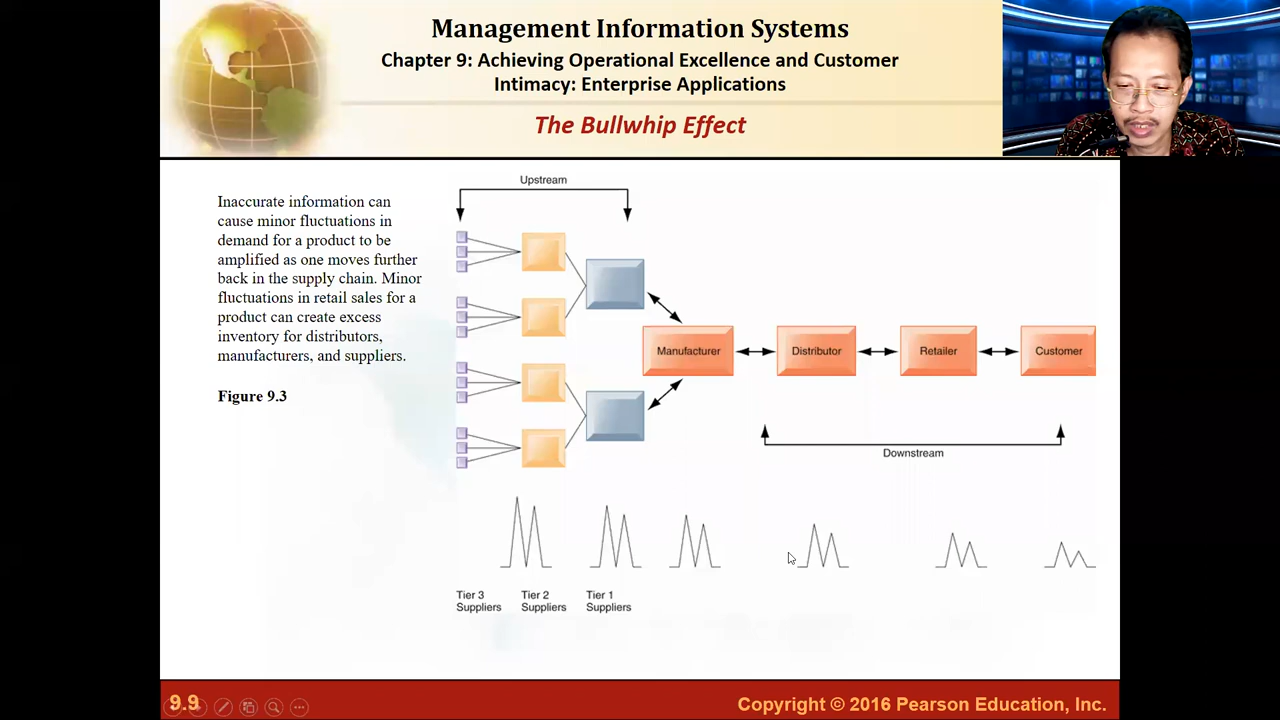 Management Information Systems
Chapter 9: Achieving Operational Excellence and Customer
Intimacy: Enterprise Applications
The Bullwhip Effect
Inaccurate information can
cause minor fluctuations in
demand for a product to be
amplified as one moves further
back in the supply chain. Minor
fluctuations in retail sales for a
product can create excess
inventory for distributors,
manufacturers, and suppliers.
Figure 9.3
Upstream
Manufacturer
Distributor
Retailer
Customer
Downstream
Tier 3
Suppliers
Tier 2
Suppliers
Tier 1
Suppliers
9.9
Copyright © 2016 Pearson Education, Inc.